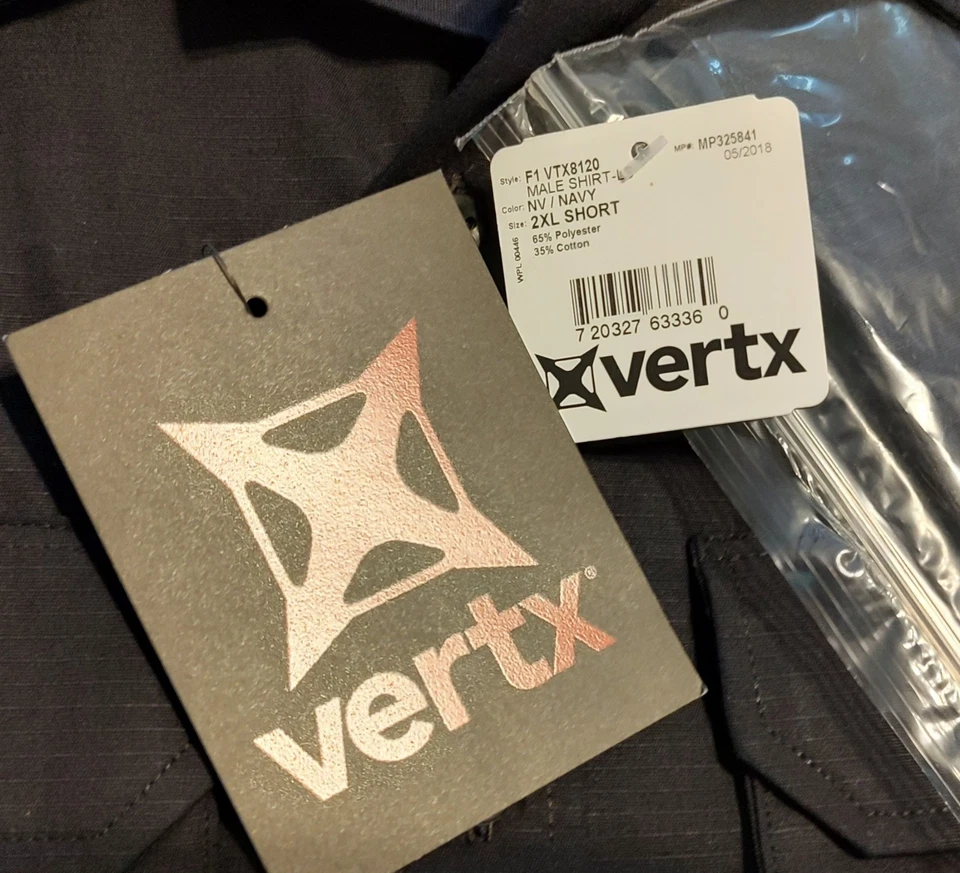 Style: F1 VTX8120
MALE SHIRT-L
Color: NV / NAVY
Size: 2XL SHORT
65% Polyester
35% Cotton
WPL 00446
MP#: MP325841
05/2018
7 20327 63336 0
vertx
vertx®